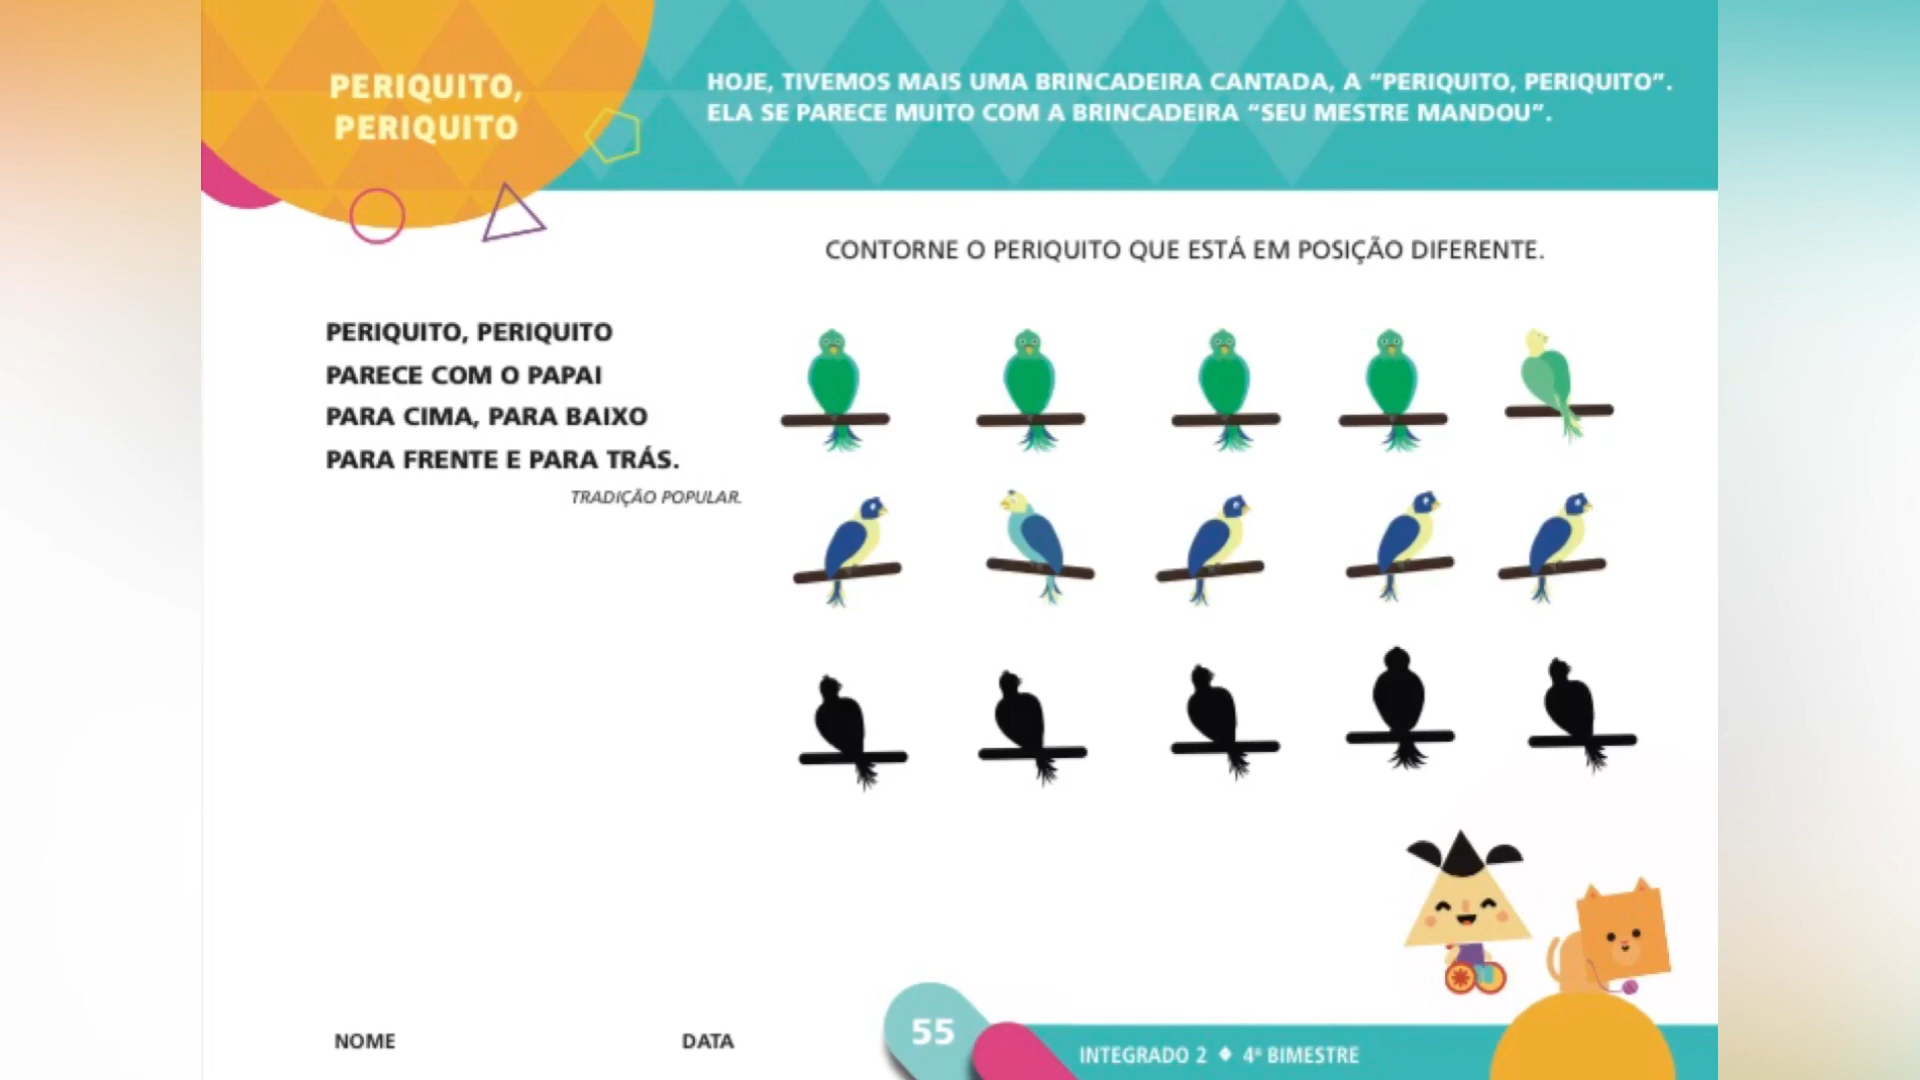 PERIQUITO,
PERIQUITO
HOJE, TIVEMOS MAIS UMA BRINCADEIRA CANTADA, A “PERIQUITO, PERIQUITO”.
ELA SE PARECE MUITO COM A BRINCADEIRA “SEU MESTRE MANDOU”.
CONTORNE O PERIQUITO QUE ESTÁ EM POSIÇÃO DIFERENTE.
PERIQUITO, PERIQUITO
PARECE COM O PAPAI
PARA CIMA, PARA BAIXO
PARA FRENTE E PARA TRÁS.
TRADIÇÃO POPULAR.
NOME
DATA
55
INTEGRADO 2 ◆ 4º BIMESTRE